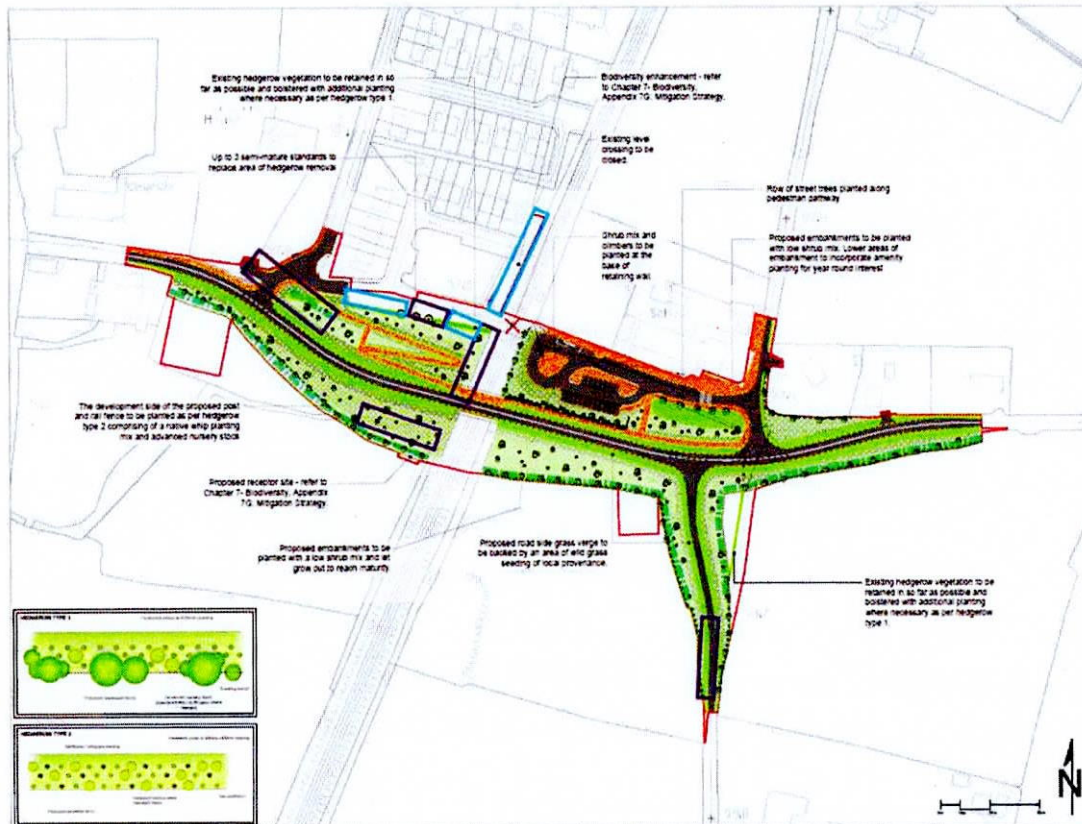 Existing hedgerow vegetation to be retained in so
far as possible and bolstered with additional planting
where necessary as per hedgerow type 1.
Biodiversity enhancement - refer
to Chapter 7- Biodiversity,
Appendix 7G, Mitigation Strategy.
Up to 3 semi-mature standards to
replace area of hedgerow removal
Existing level
crossing to be
closed.
Row of street trees planted along
pedestrian pathway
Shrub mix and
climbers to be
planted at the
base of
retaining wall.
Proposed embankments to be planted
with low shrub mix. Lower areas of
embankment to incorporate amenity
planting for year round interest
The development side of the proposed post
and rail fence to be planted as per hedgerow
type 2 comprising of a native whip planting
mix and advanced nursery stock
Proposed receptor site - refer to
Chapter 7- Biodiversity, Appendix
7G, Mitigation Strategy.
Proposed embankments to be
planted with a low shrub mix and let
grow out to reach maturity.
Proposed road side grass verge to
be backed by an area of wild grass
seeding of local provenance.
Existing hedgerow vegetation to be
retained in so far as possible and
bolstered with additional planting
where necessary as per hedgerow
type 1.
HEDGEROW TYPE 1
HEDGEROW TYPE 2
N